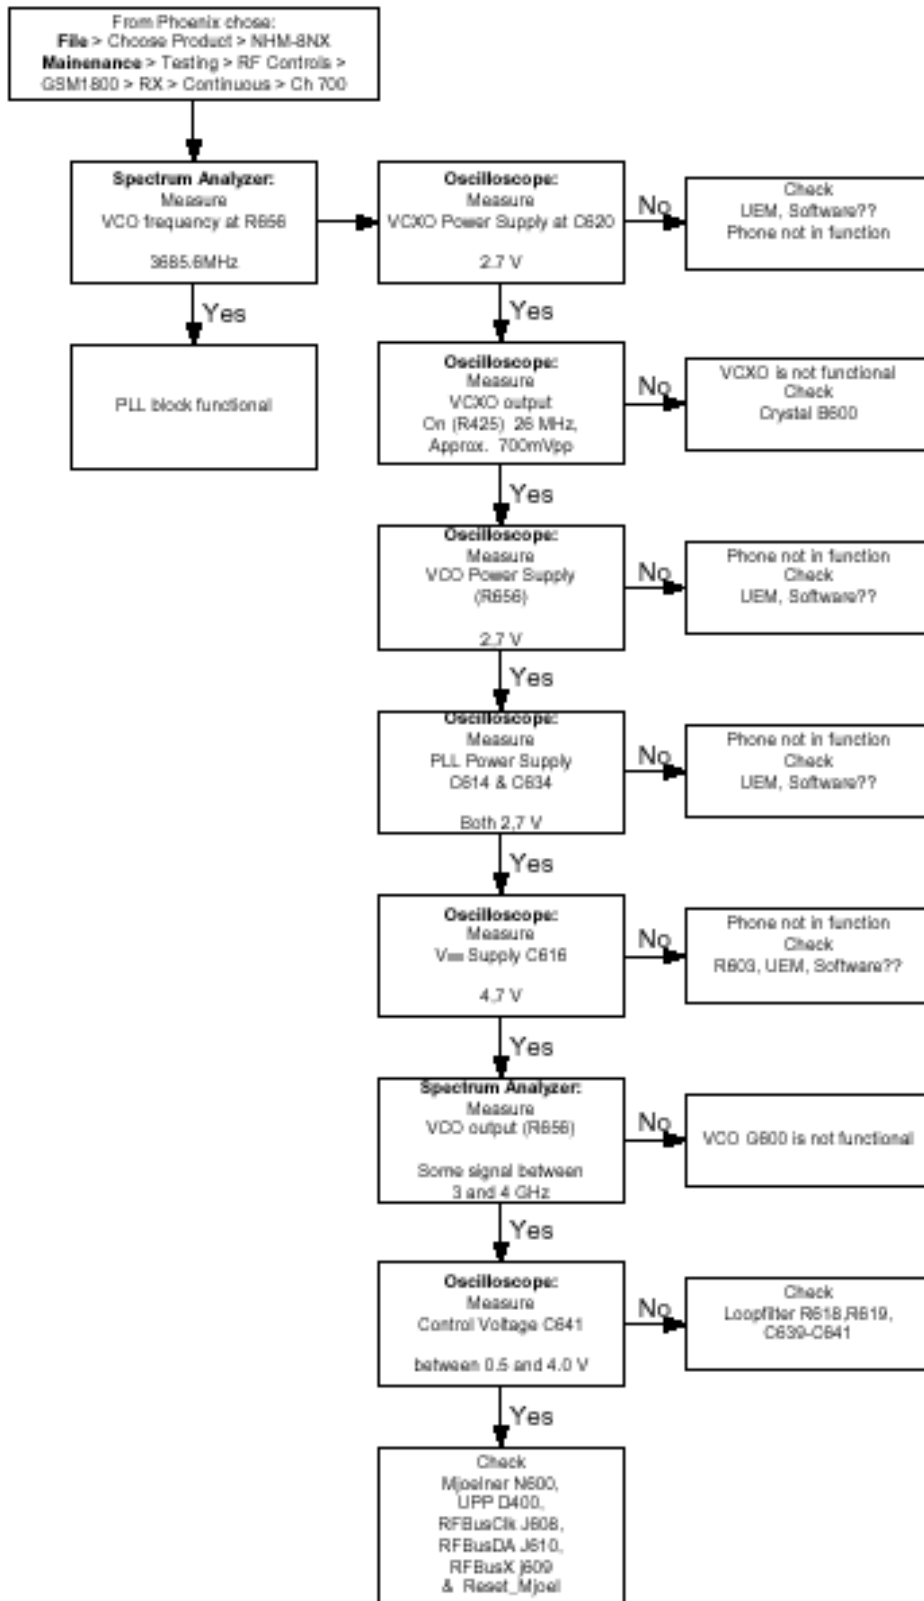 From Phoenix chose:
File > Choose Product > NHM-8NX
Mainenance > Testing > RF Controls >
GSM1800 > RX > Continuous > Ch 700
Spectrum Analyzer:
Measure
VCO frequency at R656
3685.6MHz
Yes
PLL block functional
Oscilloscope:
Measure
VCXO Power Supply at C620
2.7 V
No
Check
UEM, Software??
Phone not in function
Yes
Oscilloscope:
Measure
VCXO output
On (R425) 26 MHz,
Approx. 700mVpp
No
VCXO is not functional
Check
Crystal B600
Yes
Oscilloscope:
Measure
VCO Power Supply
(R656)
2,7 V
No
Phone not in function
Check
UEM, Software??
Yes
Oscilloscope:
Measure
PLL Power Supply
C614 & C634
Both 2,7 V
No
Phone not in function
Check
UEM, Software??
Yes
Oscilloscope:
Measure
Supply C616
4,7 V
No
Phone not in function
Check
R603, UEM, Software??
Yes
Spectrum Analyzer:
Measure
VCO output (R656)
Some signal between
3 and 4 GHz
No
VCO G600 is not functional
Yes
Oscilloscope:
Measure
Control Voltage C641
between 0.5 and 4.0 V
No
Check
Loopfilter R618,R619,
C639-C641
Yes
Check
Mjoelner N600,
UPP D400,
RFBusClk J608,
RFBusDA J610,
RFBusX j609
& Reset_Mjoel